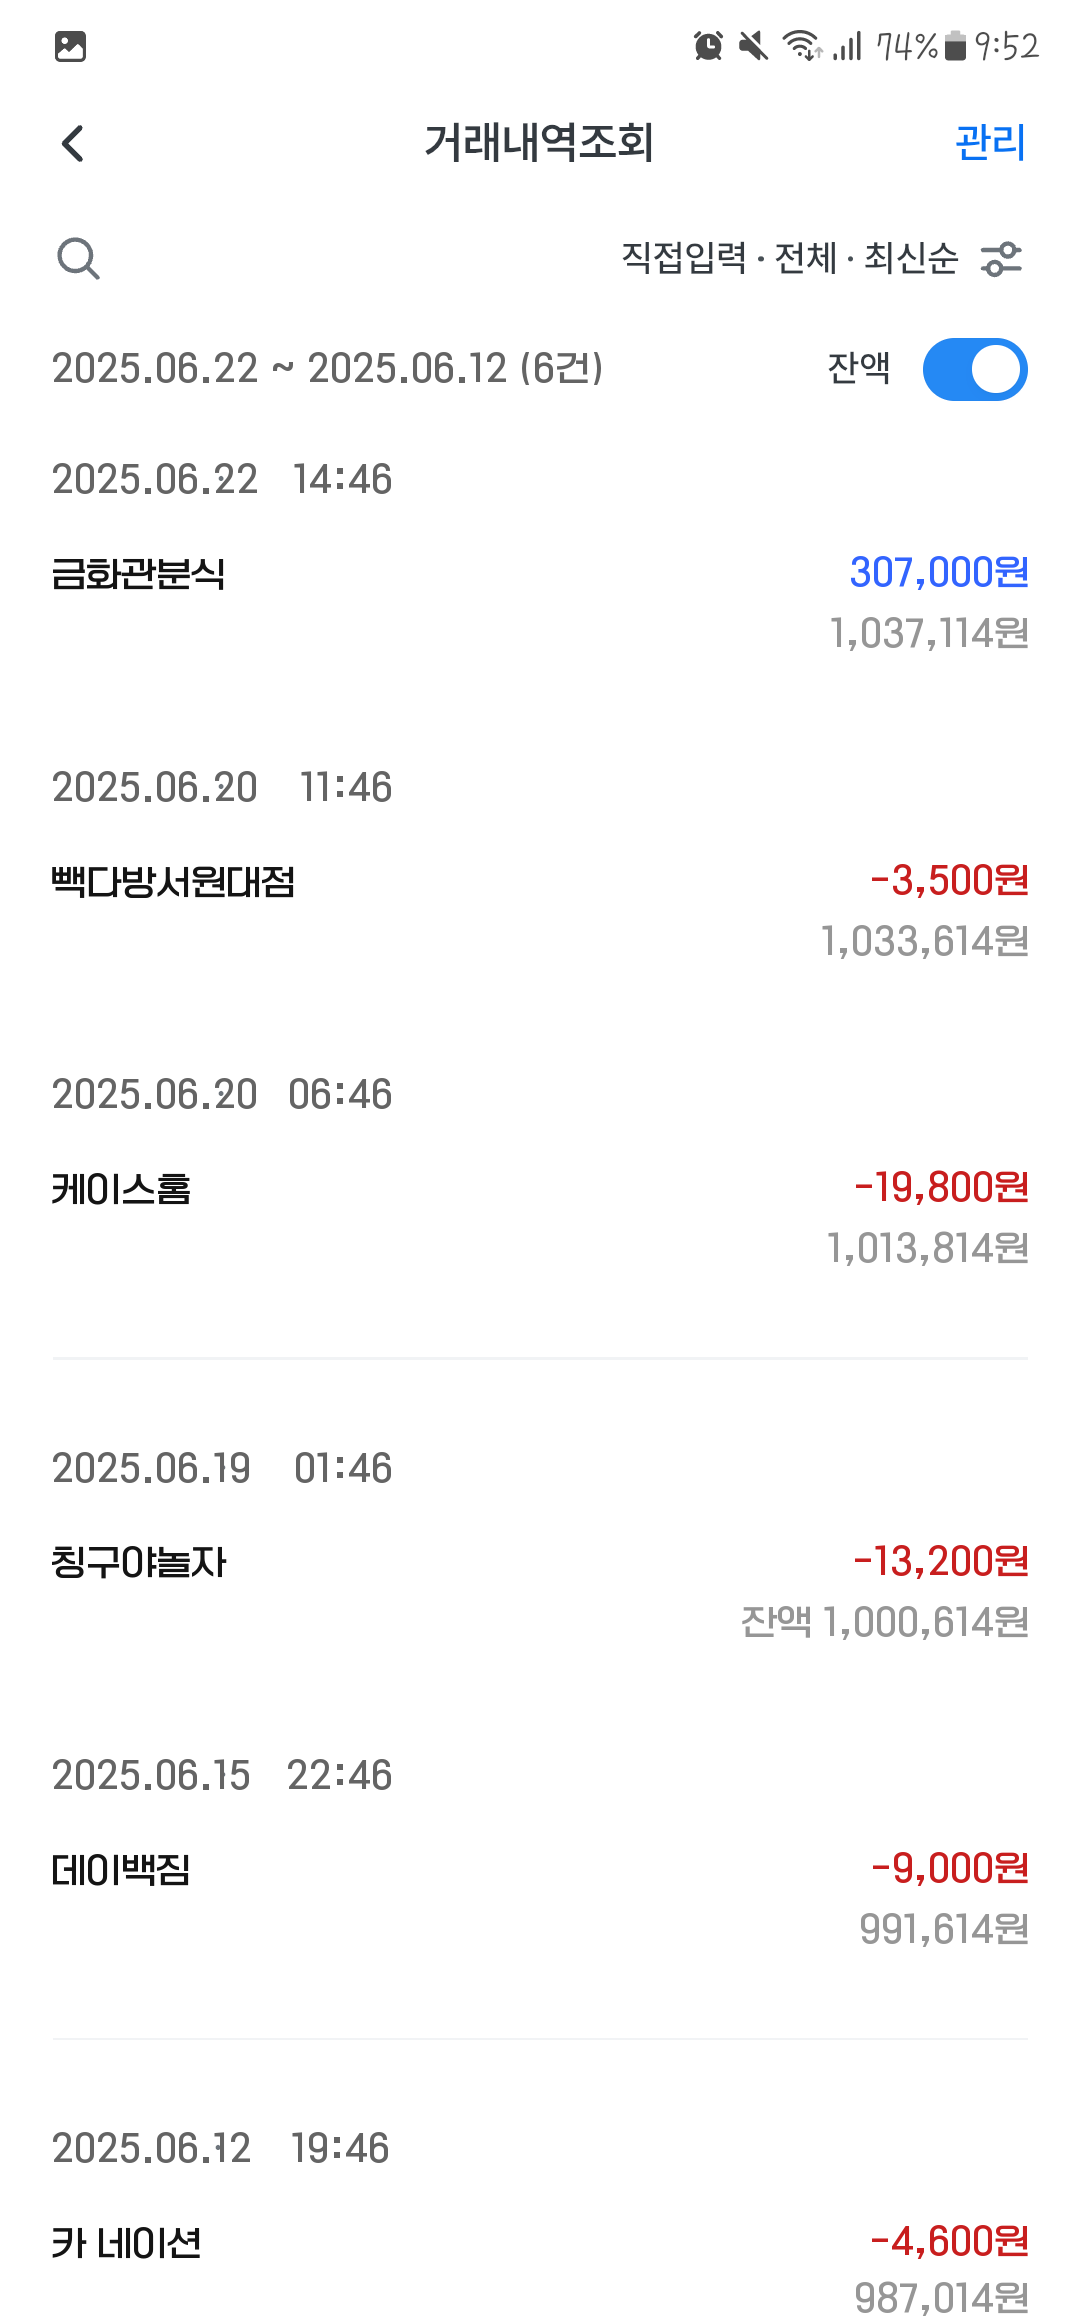 74% 9:52
거래내역조회 관리
직접입력 · 전체 · 최신순
2025.06.22 ~ 2025.06.12 (6건) 잔액
2025.06.22 14:46
금화관분식 307,000원
1,037,114원
2025.06.20 11:46
빽다방서원대점 -3,500원
1,033,614원
2025.06.20 06:46
케이스홈 -19,800원
1,013,814원
2025.06.19 01:46
칭구야놀자 -13,200원
잔액 1,000,614원
2025.06.15 22:46
데이백짐 -9,000원
991,614원
2025.06.12 19:46
카 네이션 -4,600원
987,014원